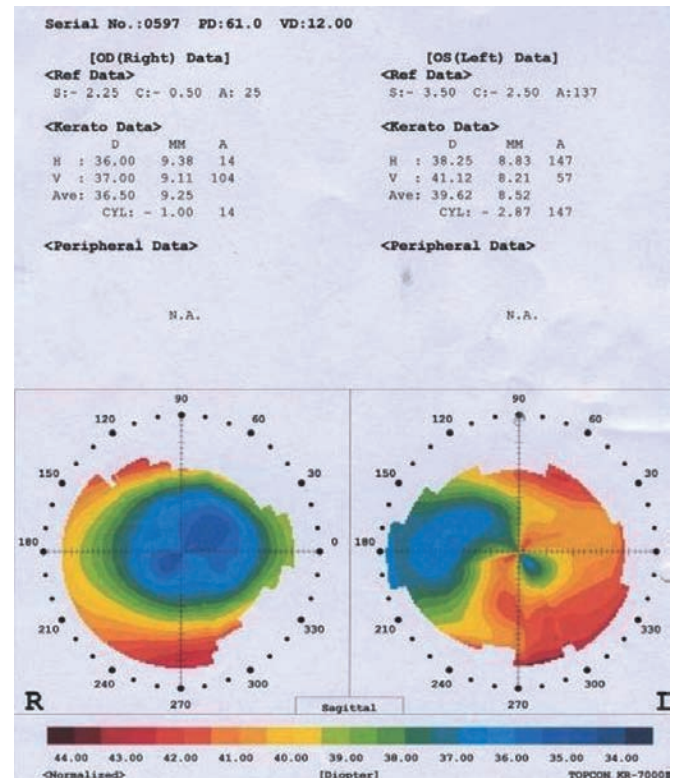 Serial No.:0597 PD:61.0 VD:12.00
[OD(Right) Data]
<Ref Data>
S:- 2.25 C:- 0.50 A: 25
<Kerato Data>
D MM A
H : 36.00 9.38 14
V : 37.00 9.11 104
Ave: 36.50 9.25
CYL: - 1.00 14
<Peripheral Data>
N.A.
[OS(Left) Data]
<Ref Data>
S:- 3.50 C:- 2.50 A:137
<Kerato Data>
D MM A
H : 38.25 8.83 147
V : 41.12 8.21 57
Ave: 39.62 8.52
CYL: - 2.87 147
<Peripheral Data>
N.A.
90
120 60
150 30
180 0
210 330
240 300
270
R
90
120 60
150 30
180
210 330
240 300
270
Sagittal
44.00 43.00 42.00 41.00 40.00 39.00 38.00 37.00 36.00 35.00 34.00
<Normalized> [Diopter] TOPCON KR-7000